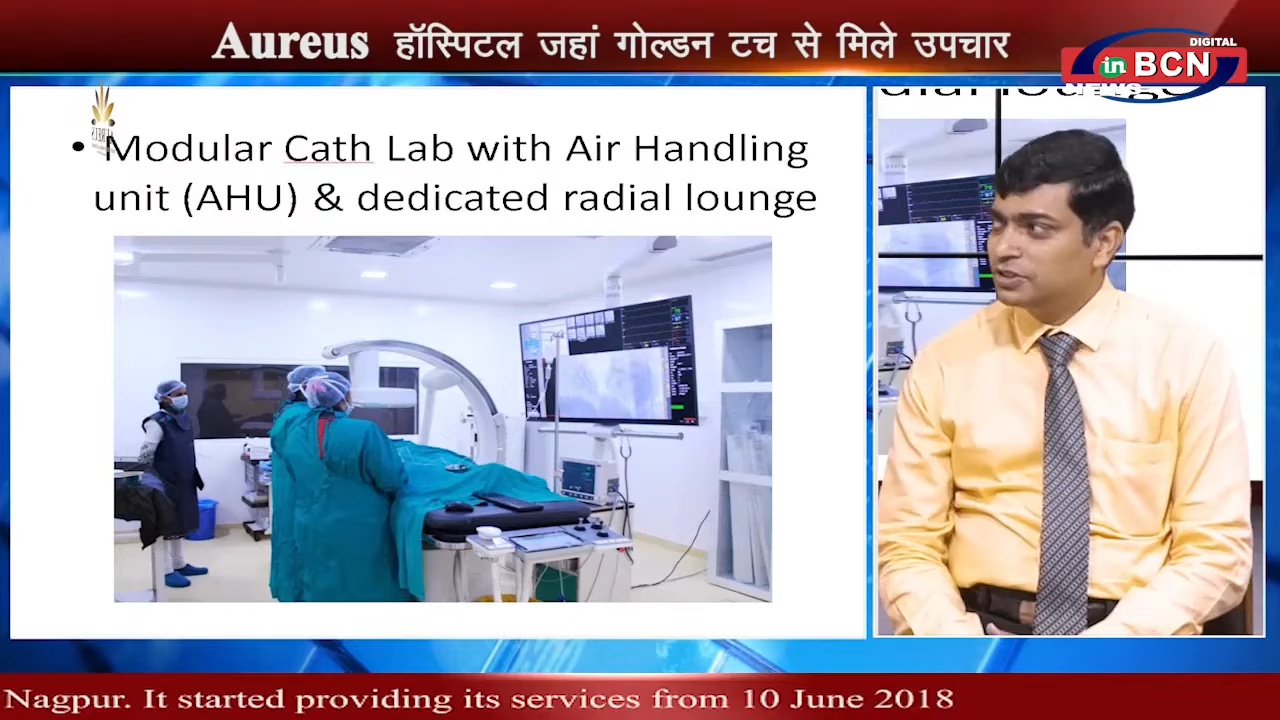 Aureus हॉस्पिटल जहां गोल्डन टच से मिले उपचार
DIGITAL
in BCN
NEWS
• Modular Cath Lab with Air Handling
unit (AHU) & dedicated radial lounge
Nagpur. It started providing its services from 10 June 2018